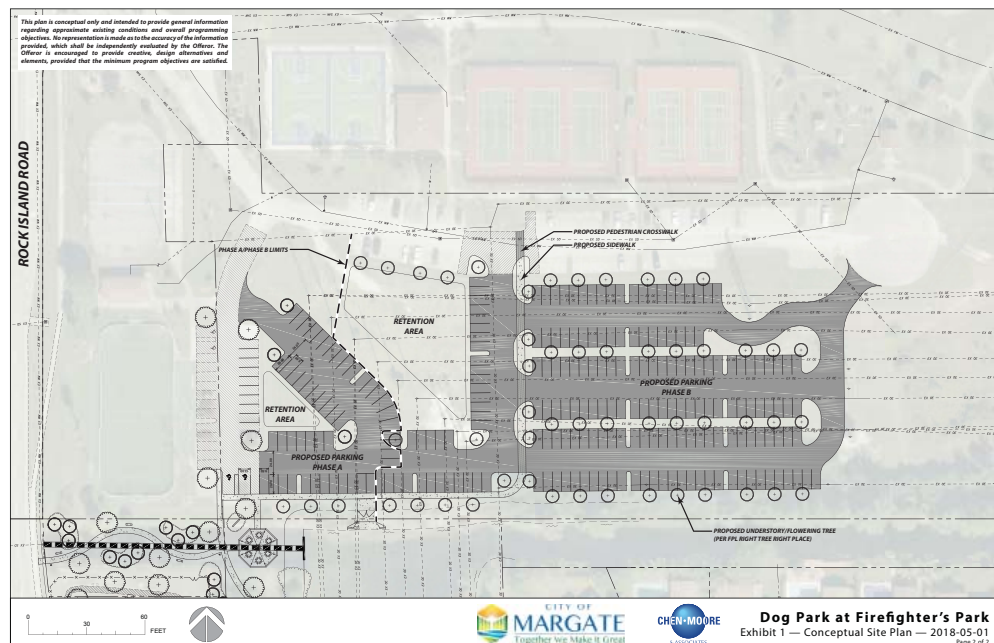 This plan is conceptual only and intended to provide general information
regarding approximate existing conditions and overall programming
objectives. No representation is made as to the accuracy of the information
provided, which shall be independently evaluated by the Offeror. The
Offeror is encouraged to provide creative, design alternatives and
elements, provided that the minimum program objectives are satisfied.
ROCK ISLAND ROAD
PHASE A/PHASE B LIMITS
PROPOSED PEDESTRIAN CROSSWALK
PROPOSED SIDEWALK
RETENTION
AREA
PROPOSED PARKING
PHASE B
RETENTION
AREA
PROPOSED PARKING
PHASE A
PROPOSED UNDERSTORY/FLOWERING TREE
(PER FPL RIGHT TREE RIGHT PLACE)
0 30 60
FEET
CITY OF
MARGATE
Together We Make It Great
CHEN·MOORE
& ASSOCIATES
Dog Park at Firefighter's Park
Exhibit 1 — Conceptual Site Plan — 2018-05-01